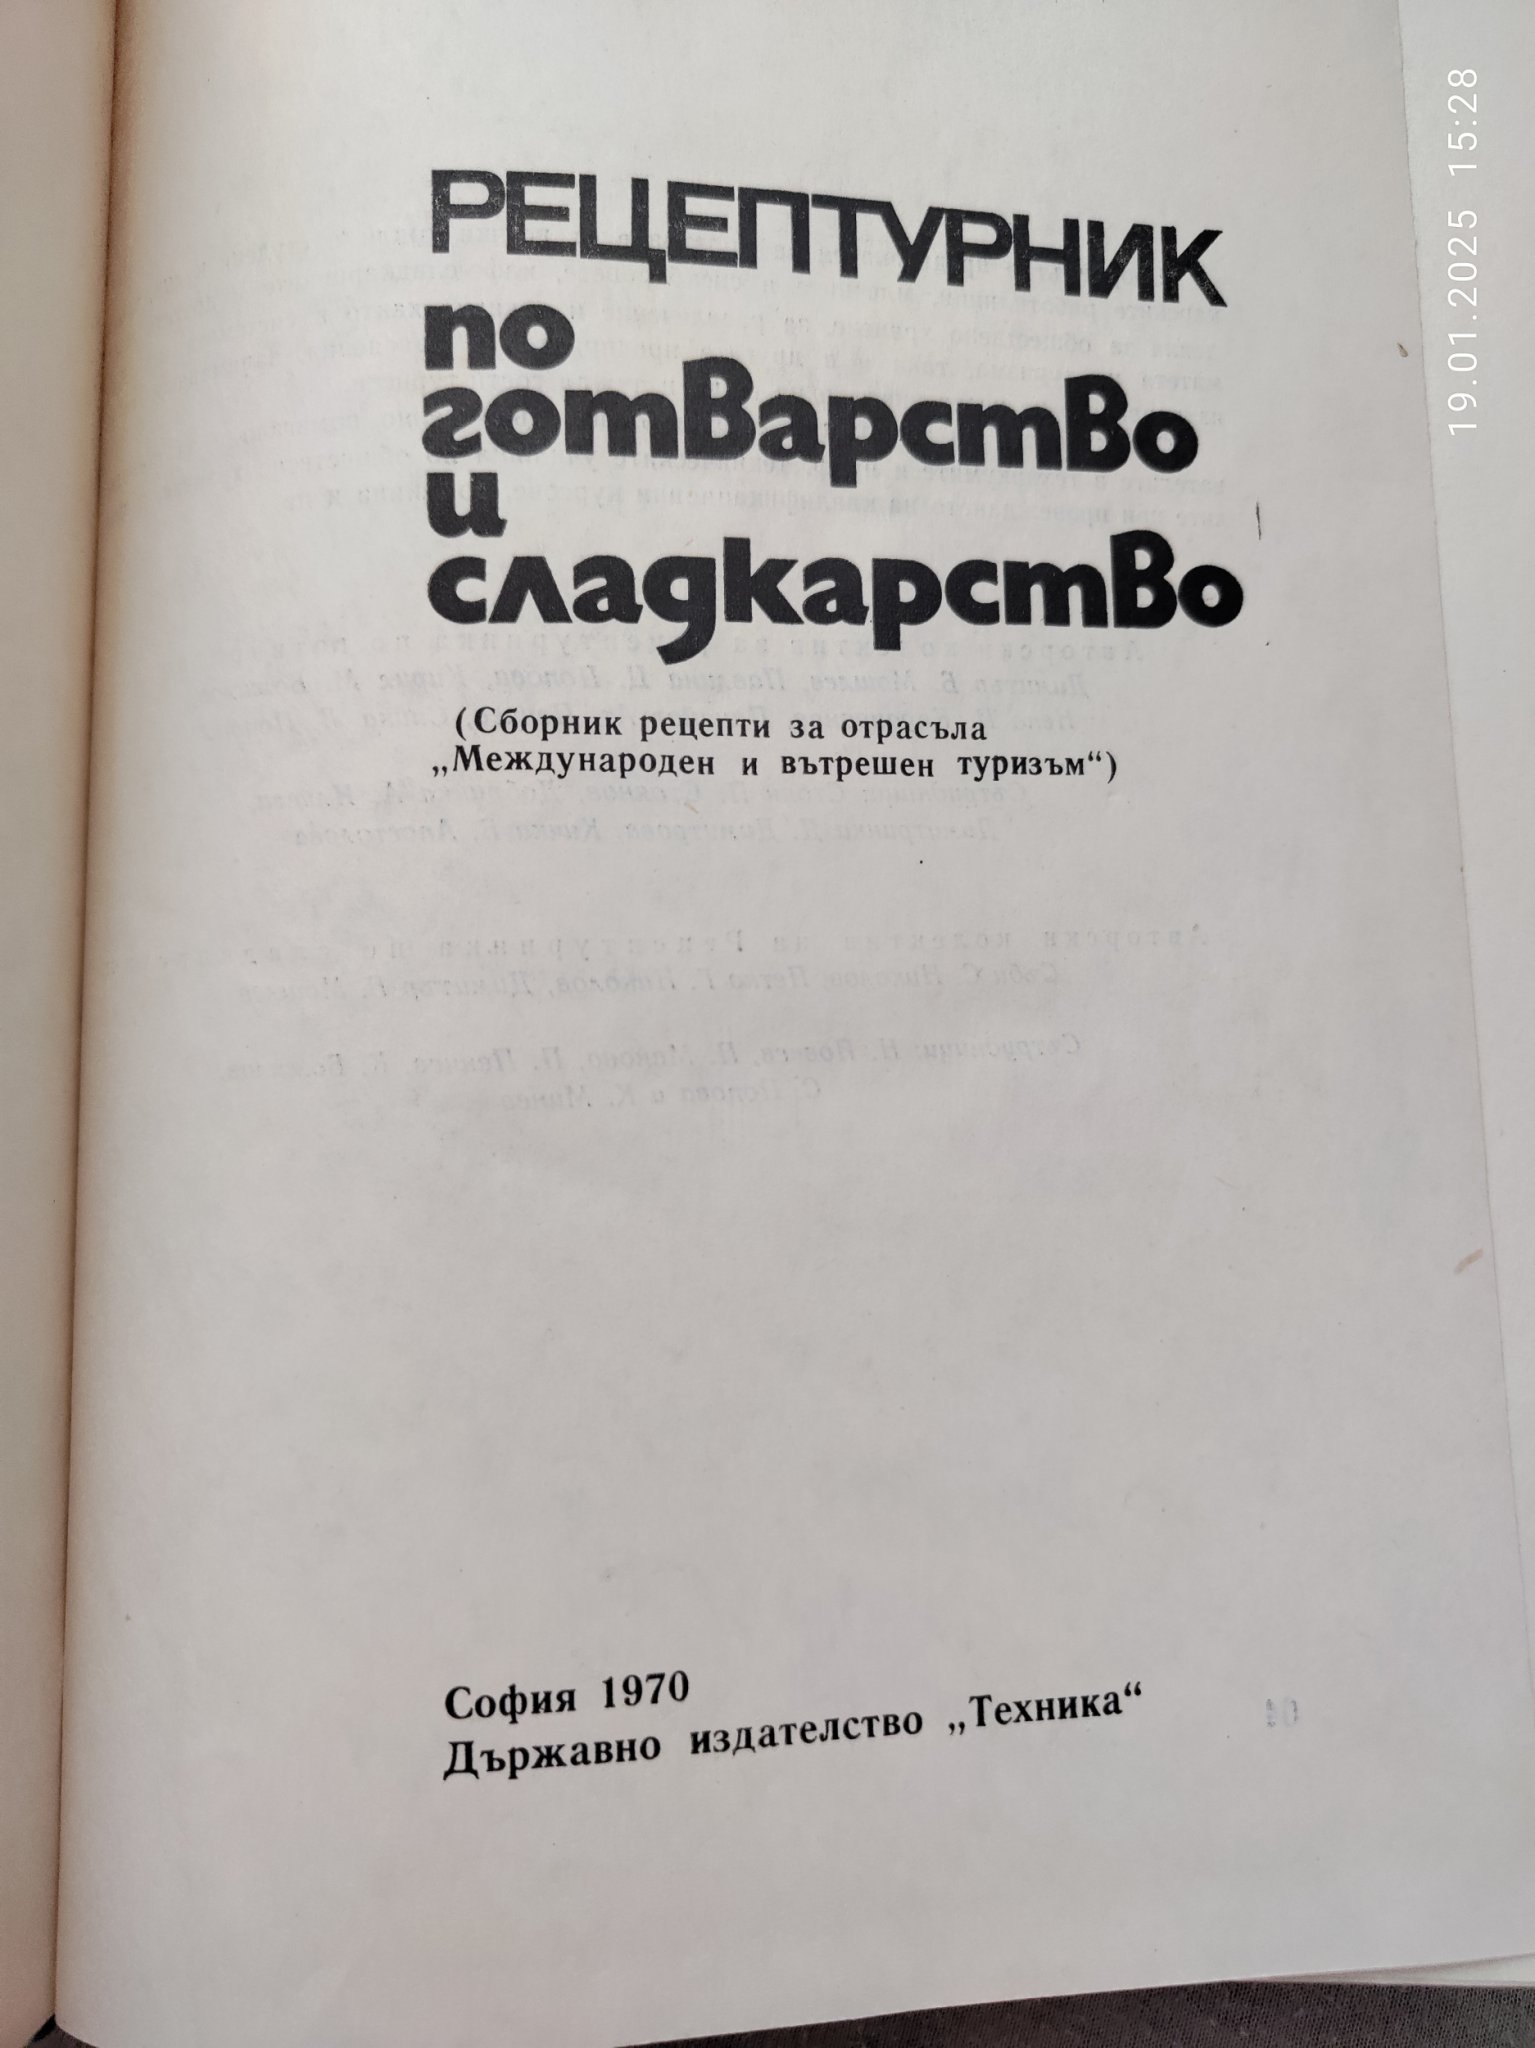 РЕЦЕПТУРНИК
по
готварство
и
сладкарство
(Сборник рецепти за отрасъла
„Международен и вътрешен туризъм“)
София 1970
Държавно издателство „Техника“
19.01.2025 15:28